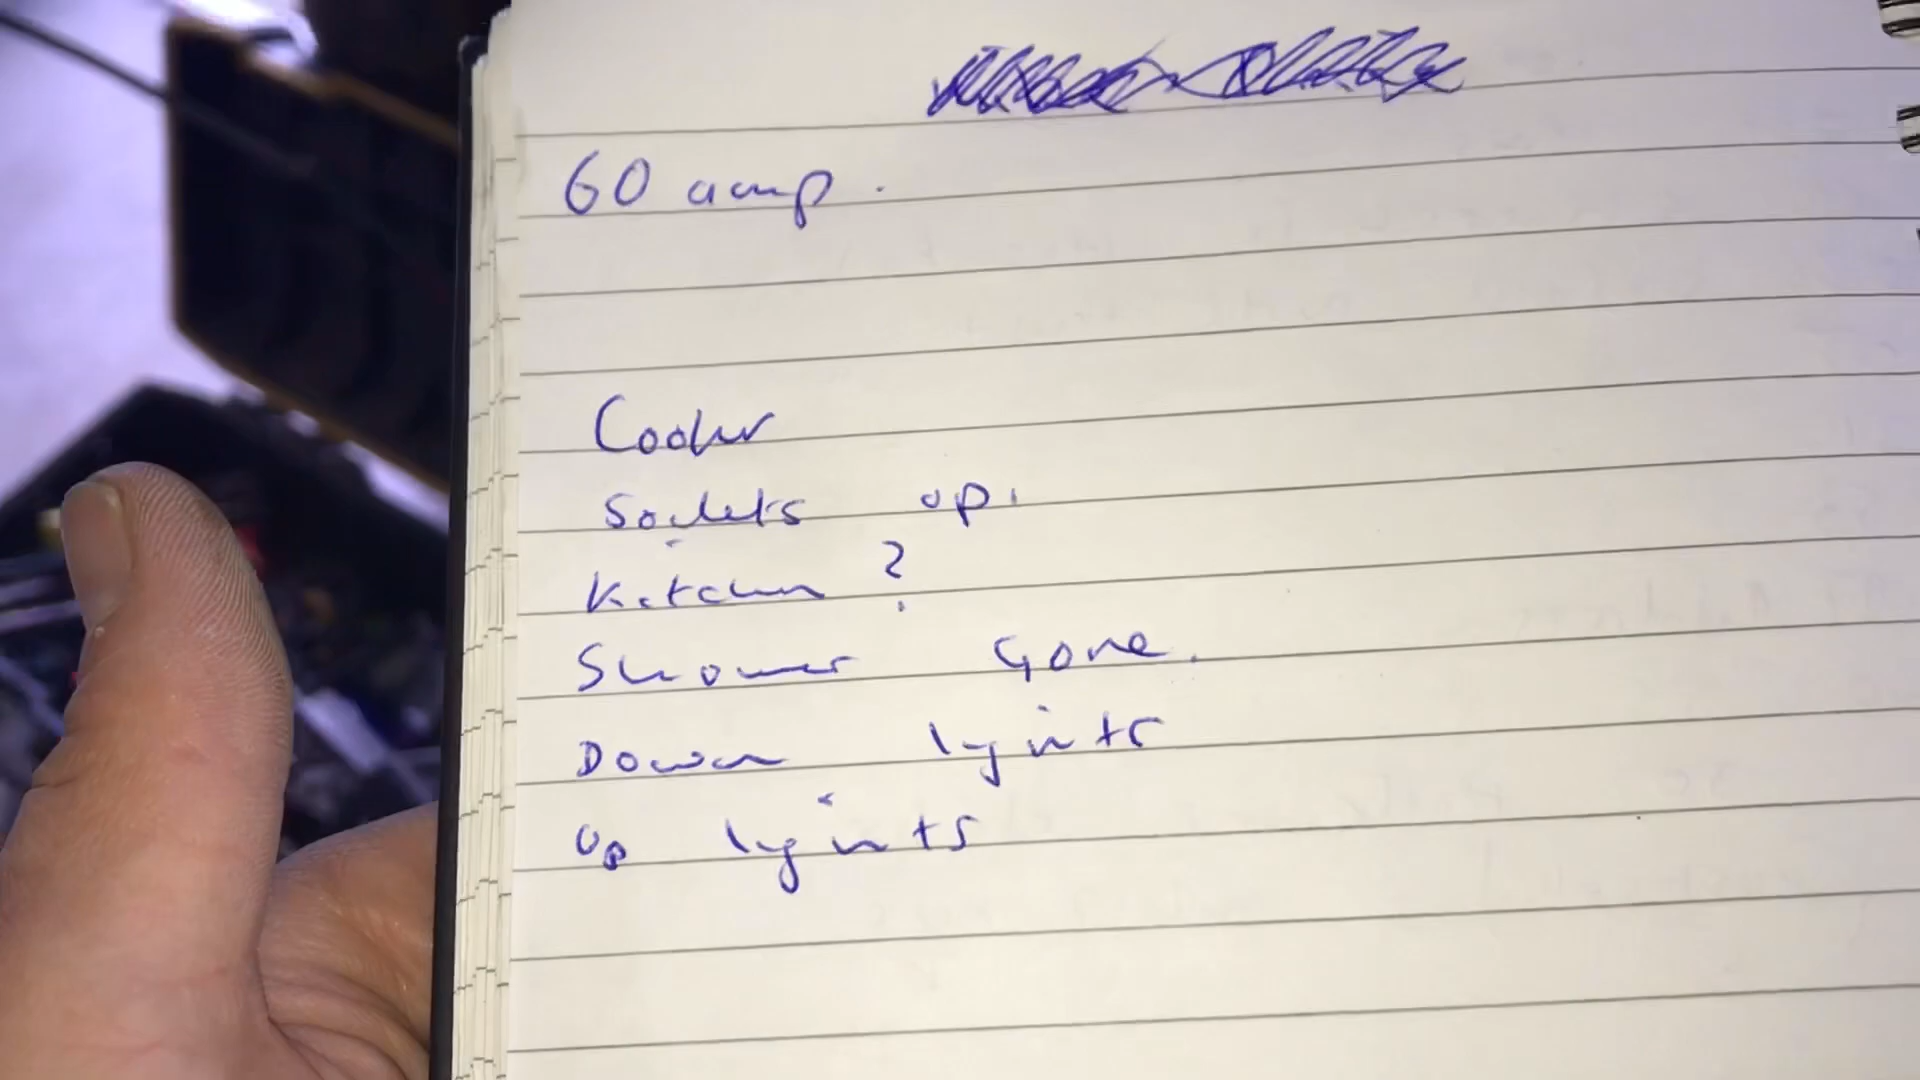 60 amp.
Cooker
Sockets up.
Kitchen ?
Shower Gone.
Down lights
Up lights